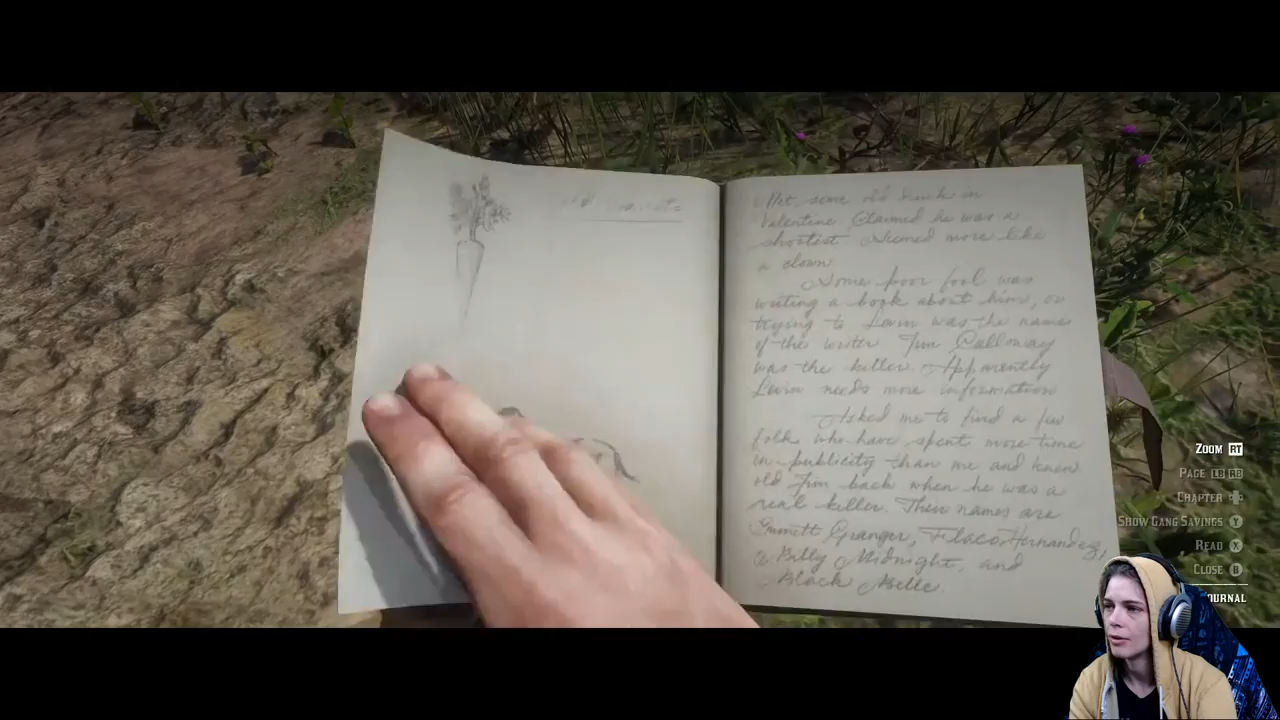 carrots
Met some old drunk in
Valentine. Claimed he was a
shootist. Seemed more like
a clown.
Some poor fool was
writing a book about him, or
trying to. Levin was the name
of the writer. Jim Calloway
was the killer. Apparently
Levin needs more information
Asked me to find a few
folk who have spent more time
in publicity than me and knew
old Jim back when he was a
real killer. Their names are
Emmett Granger, Flaco Hernandez,
Billy Midnight, and
Black Belle.
ZOOM RT
PAGE LB RB
CHAPTER
SHOW GANG SAVINGS Y
READ X
CLOSE B
JOURNAL